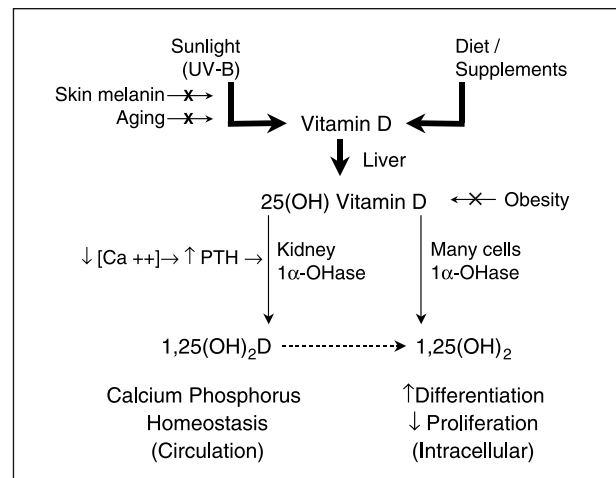 Sunlight
(UV-B)
Diet /
Supplements
Skin melanin
Aging
Vitamin D
Liver
25(OH) Vitamin D
Obesity
↓ [Ca ++]→ ↑ PTH →
Kidney
1α-OHase
Many cells
1α-OHase
1,25(OH)₂D
1,25(OH)₂
Calcium Phosphorus
Homeostasis
(Circulation)
↑Differentiation
↓ Proliferation
(Intracellular)